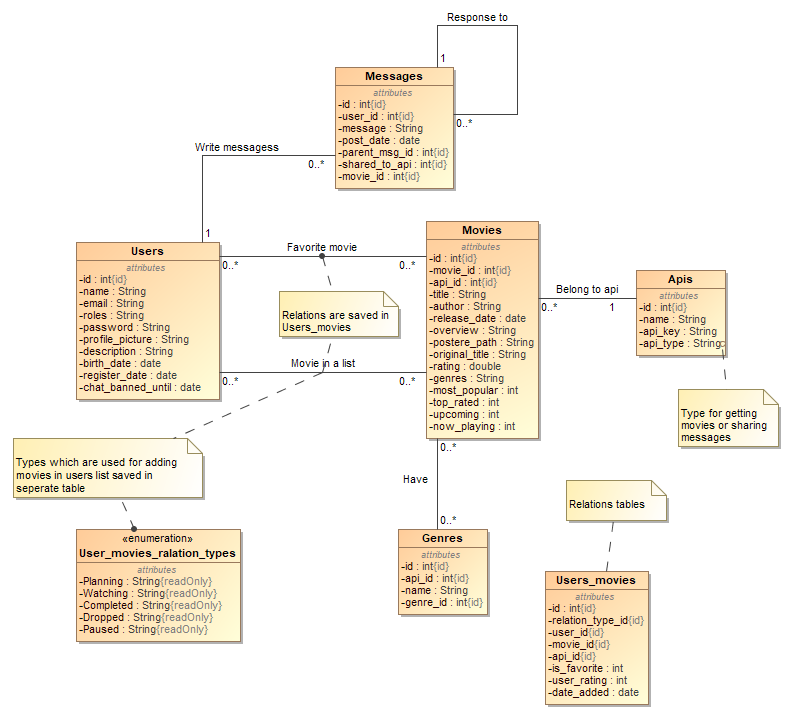 Response to
1
Messages
attributes
-id : int{id}
-user_id : int{id}
-message : String
-post_date : date
-parent_msg_id : int{id}
-shared_to_api : int{id}
-movie_id : int{id}
0..*
Write messagess
0..*
1
Users
attributes
-id : int{id}
-name : String
-email : String
-roles : String
-password : String
-profile_picture : String
-description : String
-birth_date : date
-register_date : date
-chat_banned_until : date
Favorite movie
0..*
0..*
Relations are saved in
Users_movies
Movie in a list
0..*
0..*
Movies
attributes
-id : int{id}
-movie_id : int{id}
-api_id : int{id}
-title : String
-author : String
-release_date : date
-overview : String
-postere_path : String
-original_title : String
-rating : double
-genres : String
-most_popular : int
-top_rated : int
-upcoming : int
-now_playing : int
Belong to api
0..*
1
Apis
attributes
-id : int{id}
-name : String
-api_key : String
-api_type : String
Type for getting
movies or sharing
messages
Types which are used for adding
movies in users list saved in
seperate table
0..*
Have
0..*
«enumeration»
User_movies_ralation_types
attributes
-Planning : String{readOnly}
-Watching : String{readOnly}
-Completed : String{readOnly}
-Dropped : String{readOnly}
-Paused : String{readOnly}
Genres
attributes
-id : int{id}
-api_id : int{id}
-name : String
-genre_id : int{id}
Relations tables
Users_movies
attributes
-id : int{id}
-relation_type_id{id}
-user_id{id}
-movie_id{id}
-api_id{id}
-is_favorite : int
-user_rating : int
-date_added : date